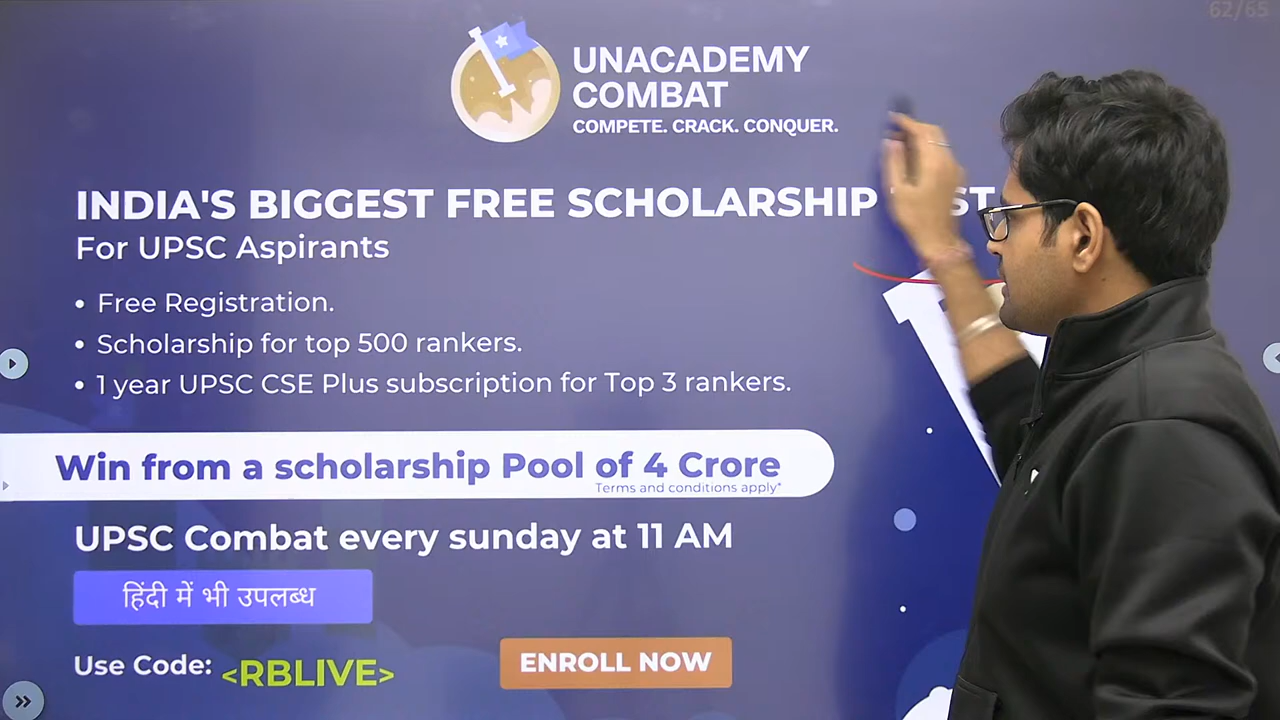 62/65
UNACADEMY
COMBAT
COMPETE. CRACK. CONQUER.
INDIA'S BIGGEST FREE SCHOLARSHIP
For UPSC Aspirants
• Free Registration.
• Scholarship for top 500 rankers.
• 1 year UPSC CSE Plus subscription for Top 3 rankers.
Win from a scholarship Pool of 4 Crore
Terms and conditions apply*
UPSC Combat every sunday at 11 AM
हिंदी में भी उपलब्ध
Use Code: <RBLIVE>
ENROLL NOW